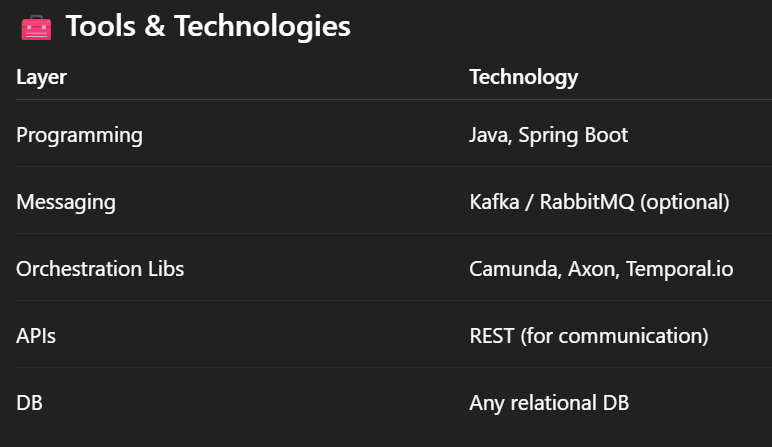 Tools & Technologies
Layer Technology
Programming Java, Spring Boot
Messaging Kafka / RabbitMQ (optional)
Orchestration Libs Camunda, Axon, Temporal.io
APIs REST (for communication)
DB Any relational DB